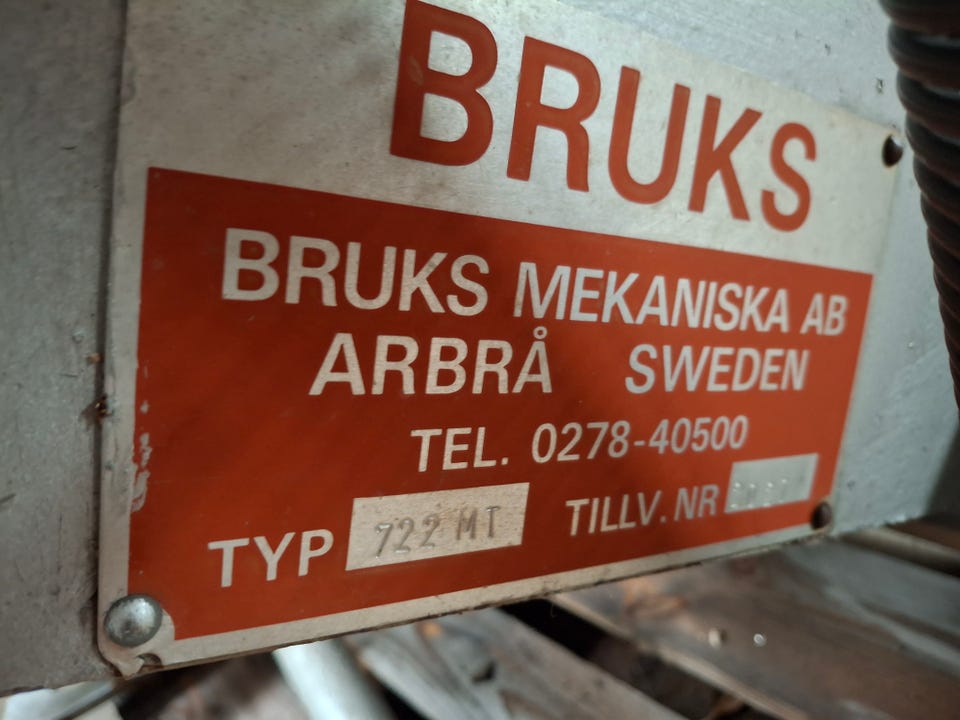 BRUKS
BRUKS MEKANISKA AB
ARBRÅ SWEDEN
TEL. 0278-40500
TYP 722 MT TILLV. NR